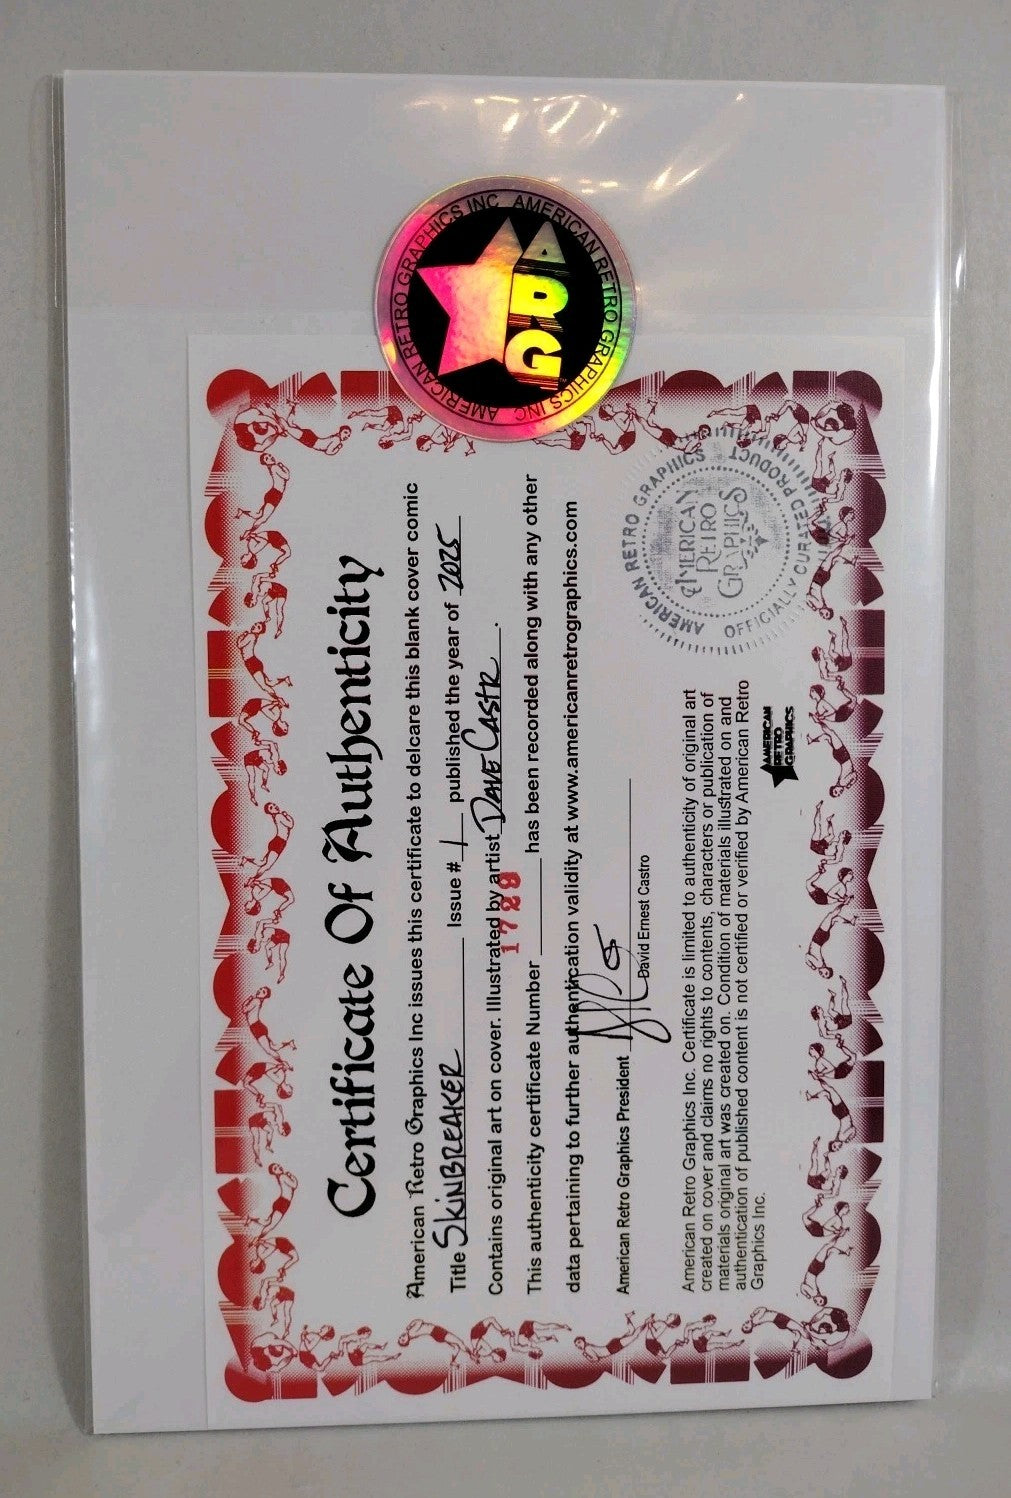 Certificate Of Authenticity
American Retro Graphics Inc issues this certificate to delcare this blank cover comic
Title SKINBREAKER Issue # 1 published the year of 2025
Contains original art on cover. Illustrated by artist DAVE CASTR.
1729
This authenticity certificate Number has been recorded along with any other
data pertaining to further authentication validity at www.americanretrographics.com
American Retro Graphics President
David Ernest Castro
American Retro Graphics Inc. Certificate is limited to authenticity of original art
created on cover and claims no rights to contents, characters or publication of
materials original art was created on. Condition of materials illustrated on and
authentication of published content is not certified or verified by American Retro
Graphics Inc.
AMERICAN
RETRO
GRAPHICS
AMERICAN RETRO GRAPHICS
OFFICIALLY CURATED PRODUCT
AMERICAN
RETRO
GRAPHICS
AMERICAN RETRO GRAPHICS INC
AMERICAN RETRO GRAPHICS INC
ARG